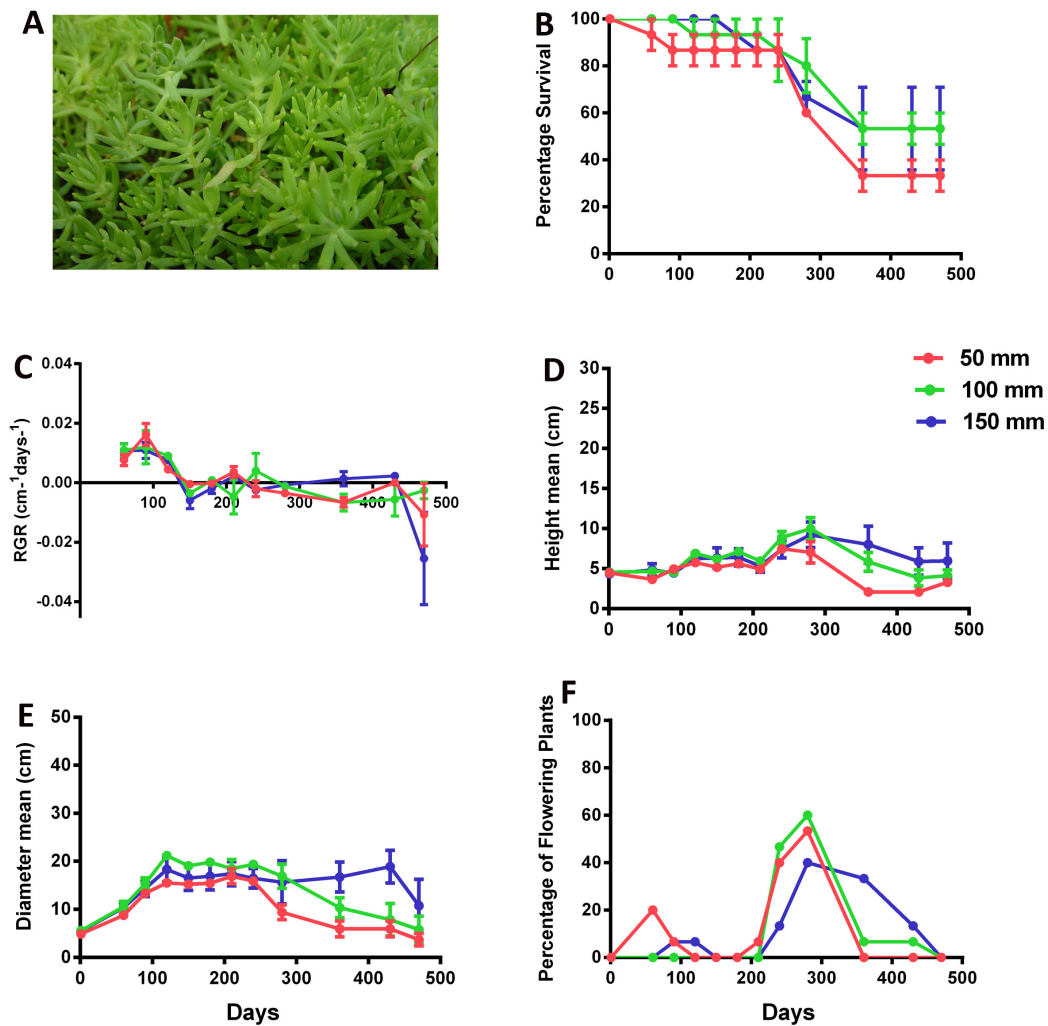 A
B
Percentage Survival
100
80
60
40
20
0
0 100 200 300 400 500
C
RGR (cm-¹days-¹)
0.04
0.02
0.00
-0.02
-0.04
100 200 300 400 500
D
Height mean (cm)
30
25
20
15
10
5
0
0 100 200 300 400 500
50 mm
100 mm
150 mm
E
Diameter mean (cm)
50
40
30
20
10
0
0 100 200 300 400 500
Days
F
Percentage of Flowering Plants
100
80
60
40
20
0
0 100 200 300 400 500
Days